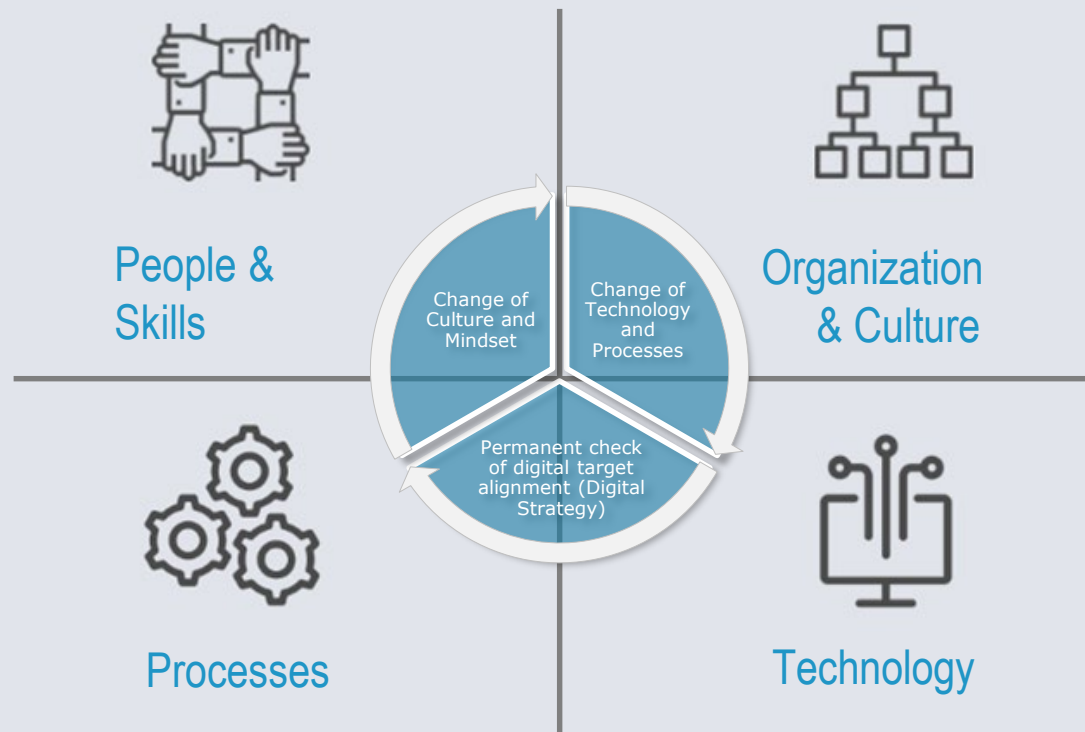 People &
Skills
Organization
& Culture
Change of
Culture and
Mindset
Change of
Technology
and
Processes
Permanent check
of digital target
alignment (Digital
Strategy)
Processes
Technology